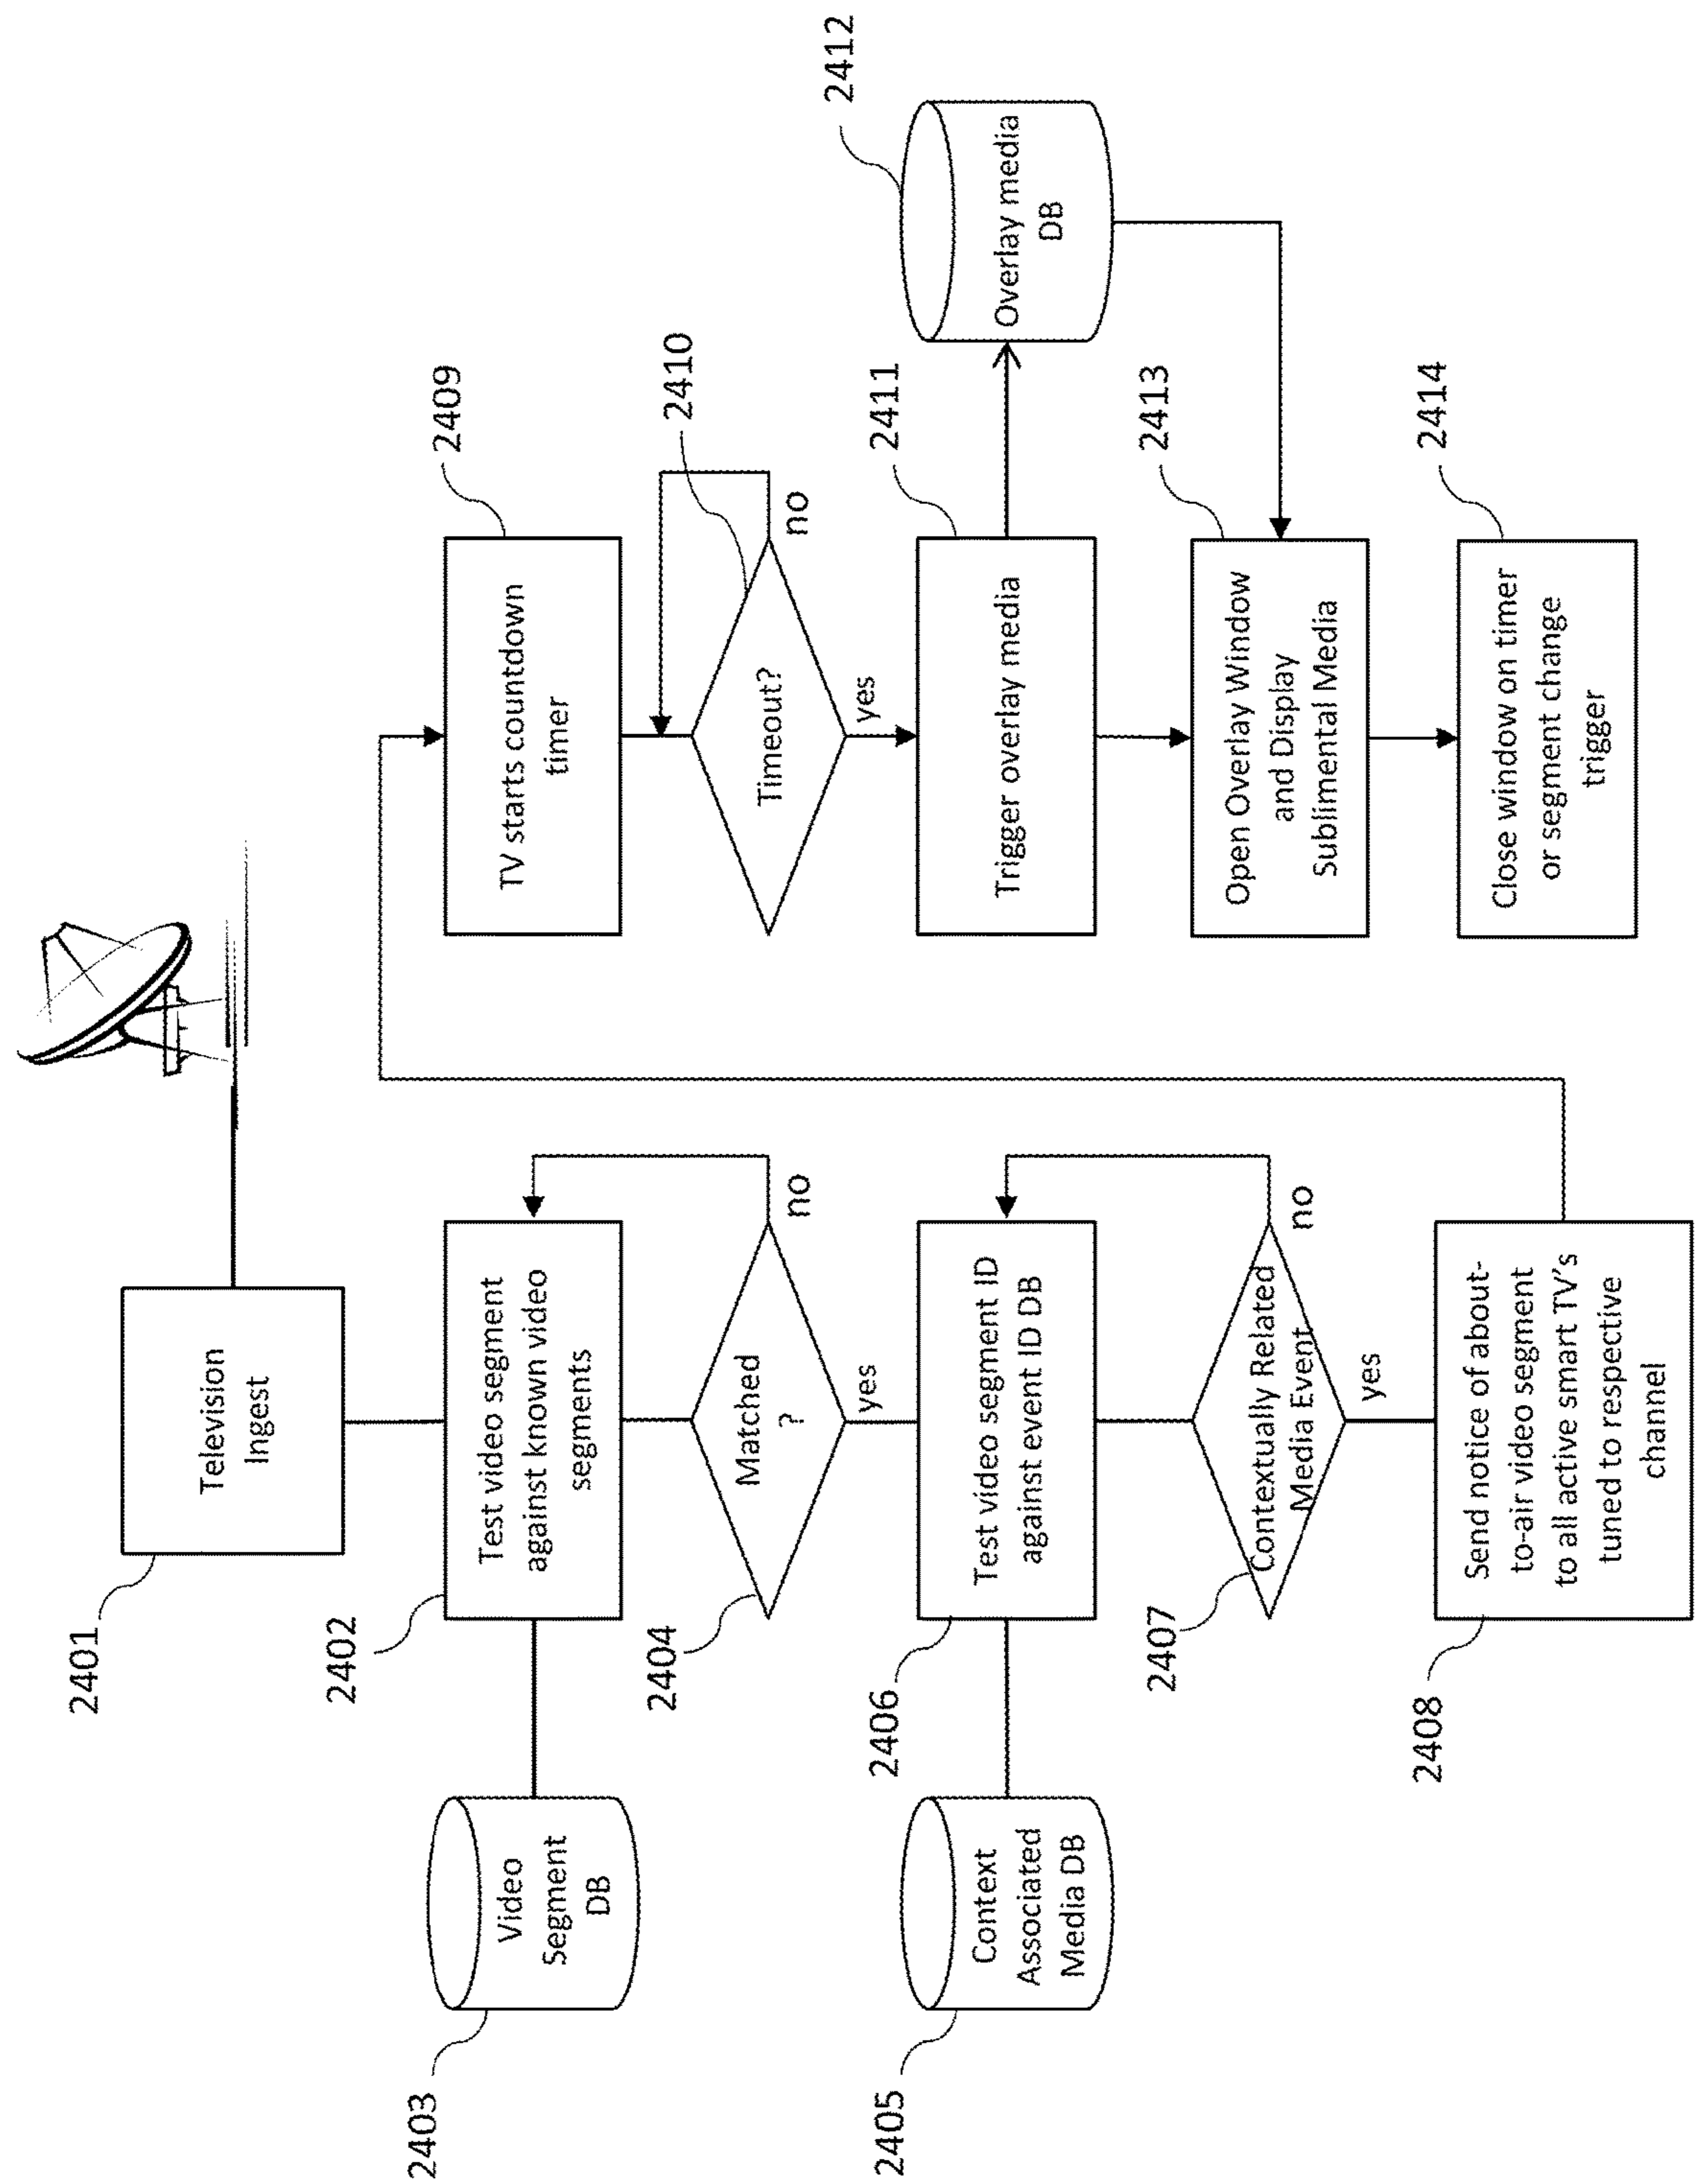 2401
Television
Ingest
2402
Test video segment
against known video
segments
2403
Video
Segment
DB
2404
Matched
?
no
yes
2405
Context
Associated
Media DB
2406
Test video segment ID
against event ID DB
2407
Contextually Related
Media Event
no
yes
2408
Send notice of about-
to-air video segment
to all active smart TV's
tuned to respective
channel
2409
TV starts countdown
timer
2410
Timeout?
no
yes
2411
Trigger overlay media
2412
Overlay media
DB
2413
Open Overlay Window
and Display
Sublimental Media
2414
Close window on timer
or segment change
trigger